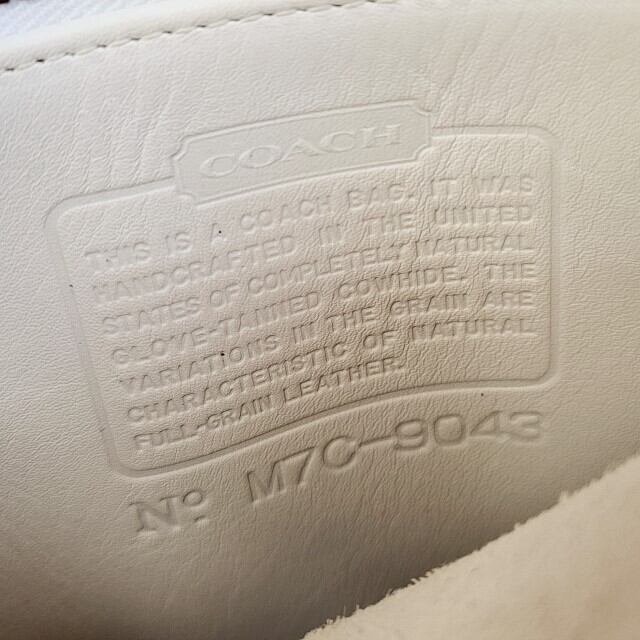 COACH
THIS IS A COACH BAG. IT WAS
HANDCRAFTED IN THE UNITED
STATES OF COMPLETELY NATURAL
GLOVE-TANNED COWHIDE. THE
VARIATIONS IN THE GRAIN ARE
CHARACTERISTIC OF NATURAL
FULL-GRAIN LEATHER.
No M7C-9043